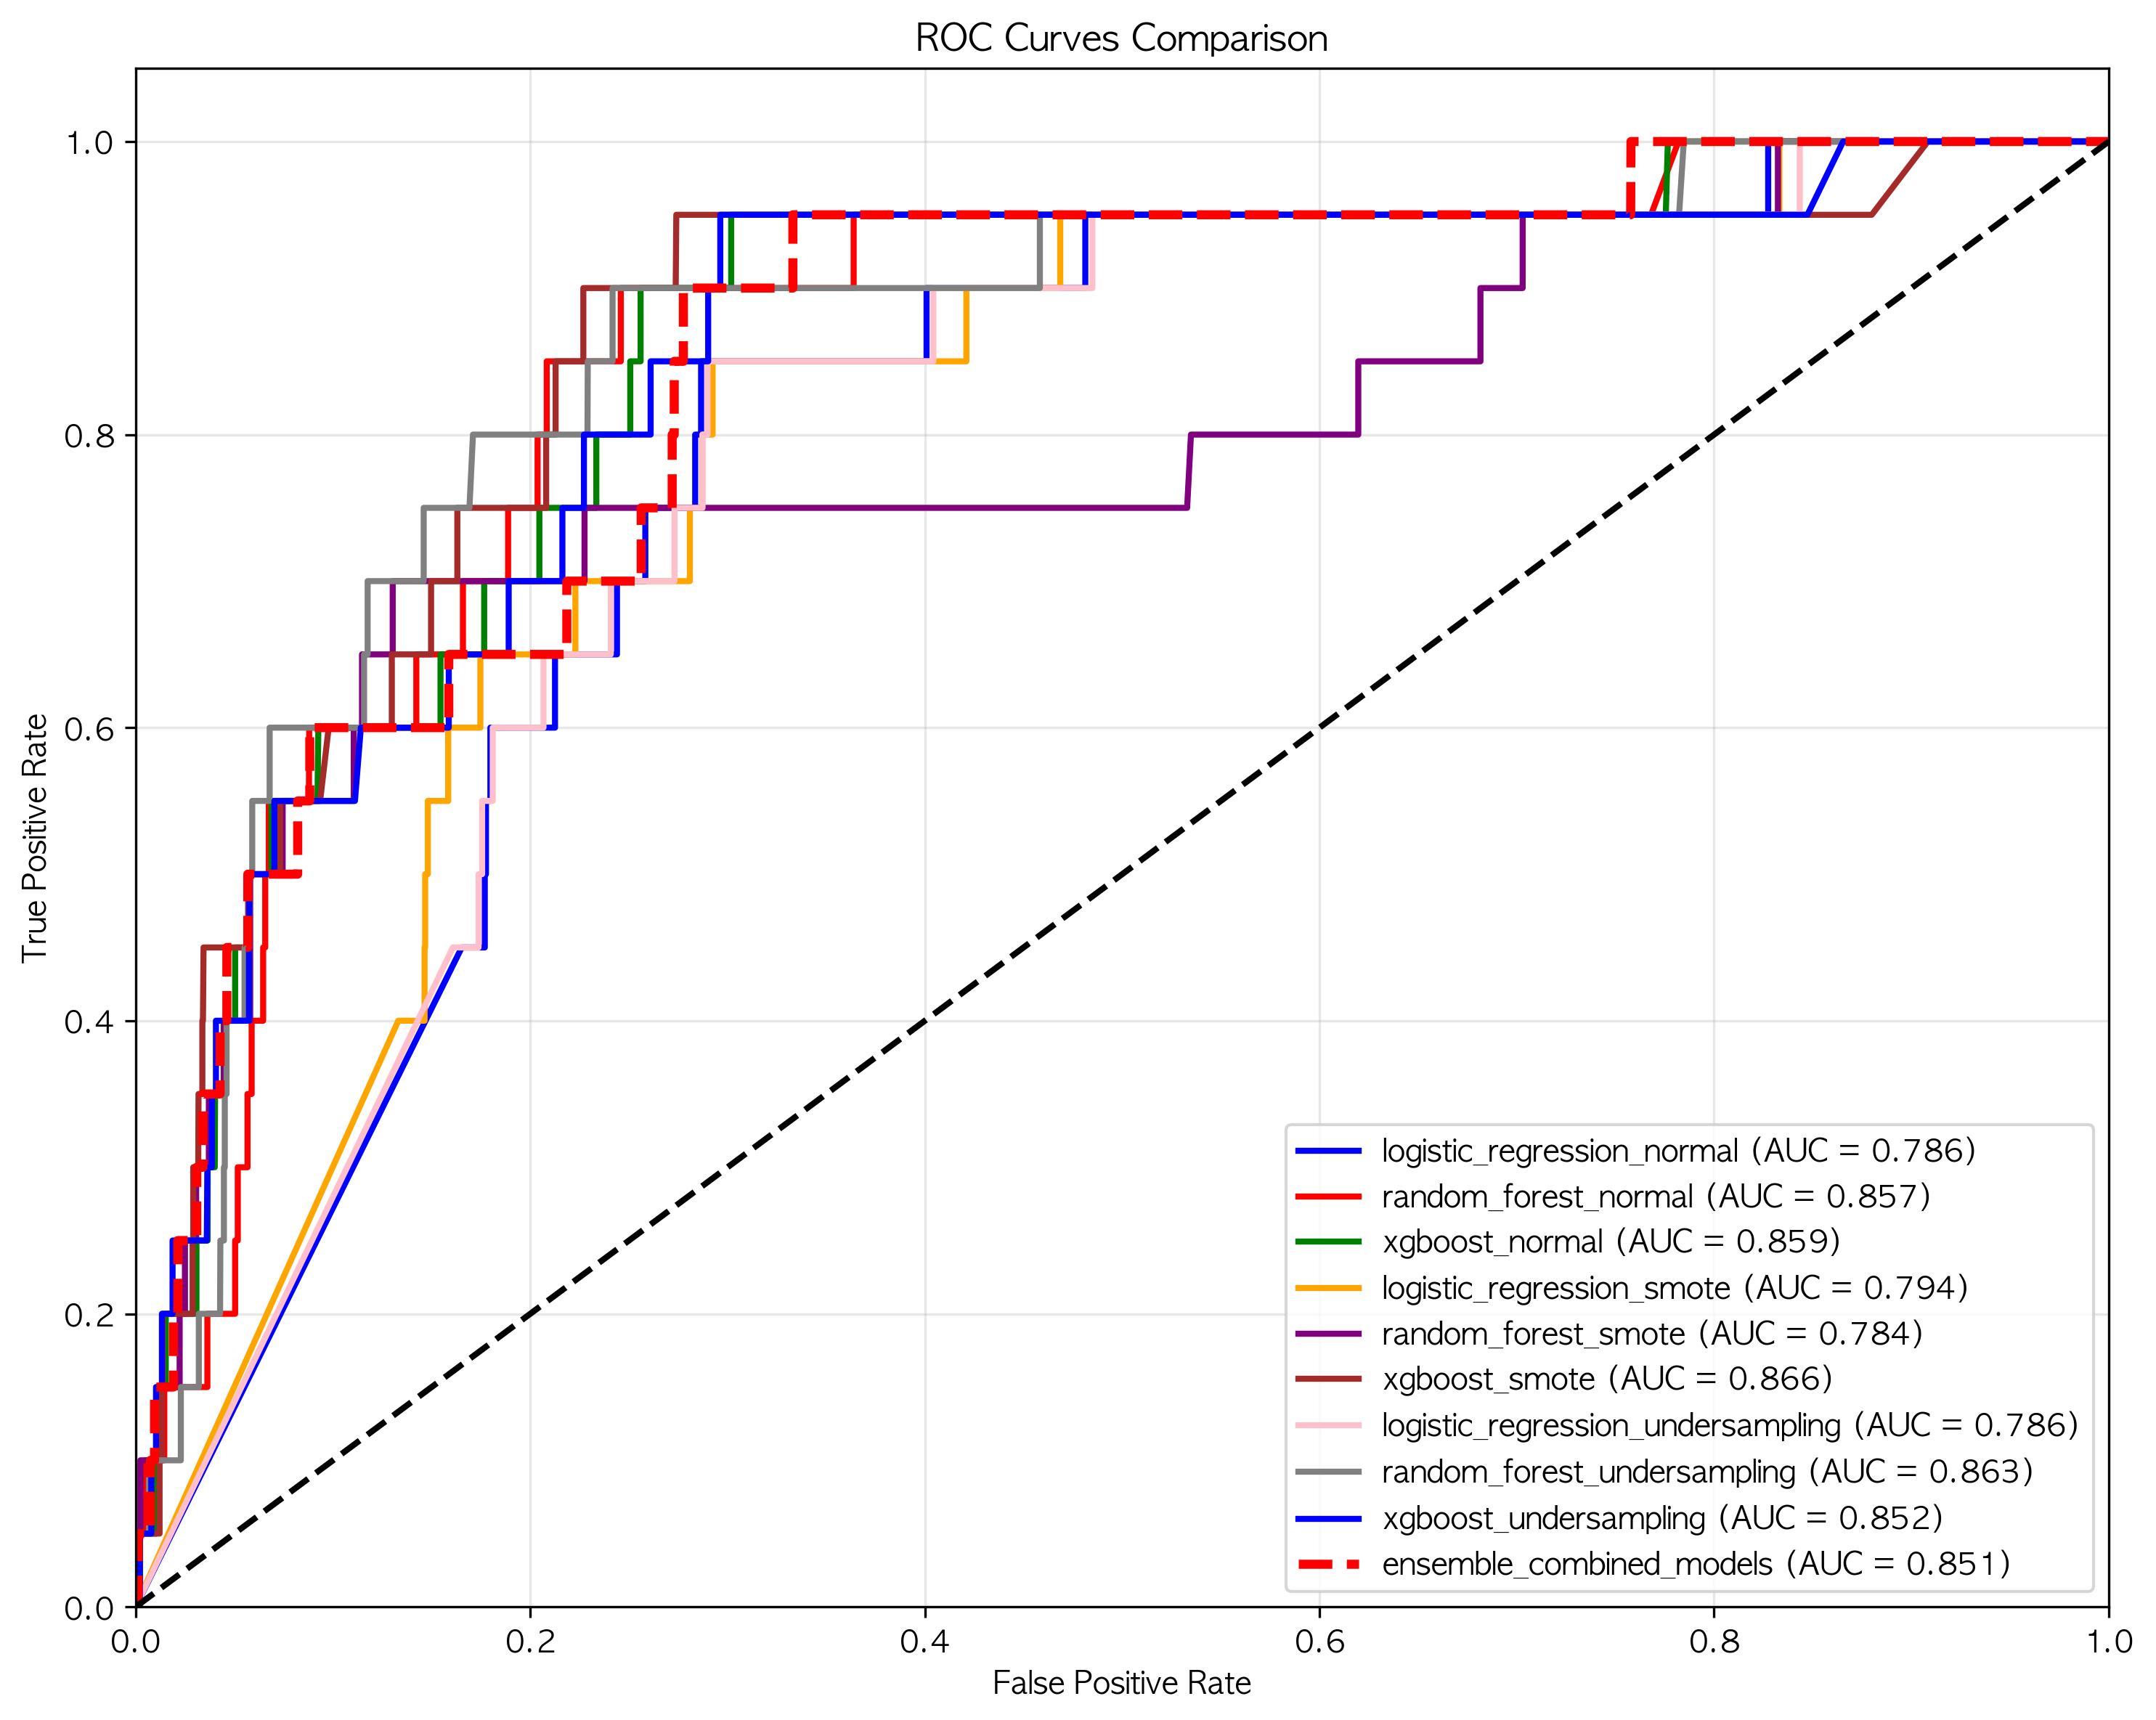 ROC Curves Comparison
True Positive Rate
1.0
0.8
0.6
0.4
0.2
0.0
logistic_regression_normal (AUC = 0.786)
random_forest_normal (AUC = 0.857)
xgboost_normal (AUC = 0.859)
logistic_regression_smote (AUC = 0.794)
random_forest_smote (AUC = 0.784)
xgboost_smote (AUC = 0.866)
logistic_regression_undersampling (AUC = 0.786)
random_forest_undersampling (AUC = 0.863)
xgboost_undersampling (AUC = 0.852)
ensemble_combined_models (AUC = 0.851)
0.0 0.2 0.4 0.6 0.8 1.0
False Positive Rate